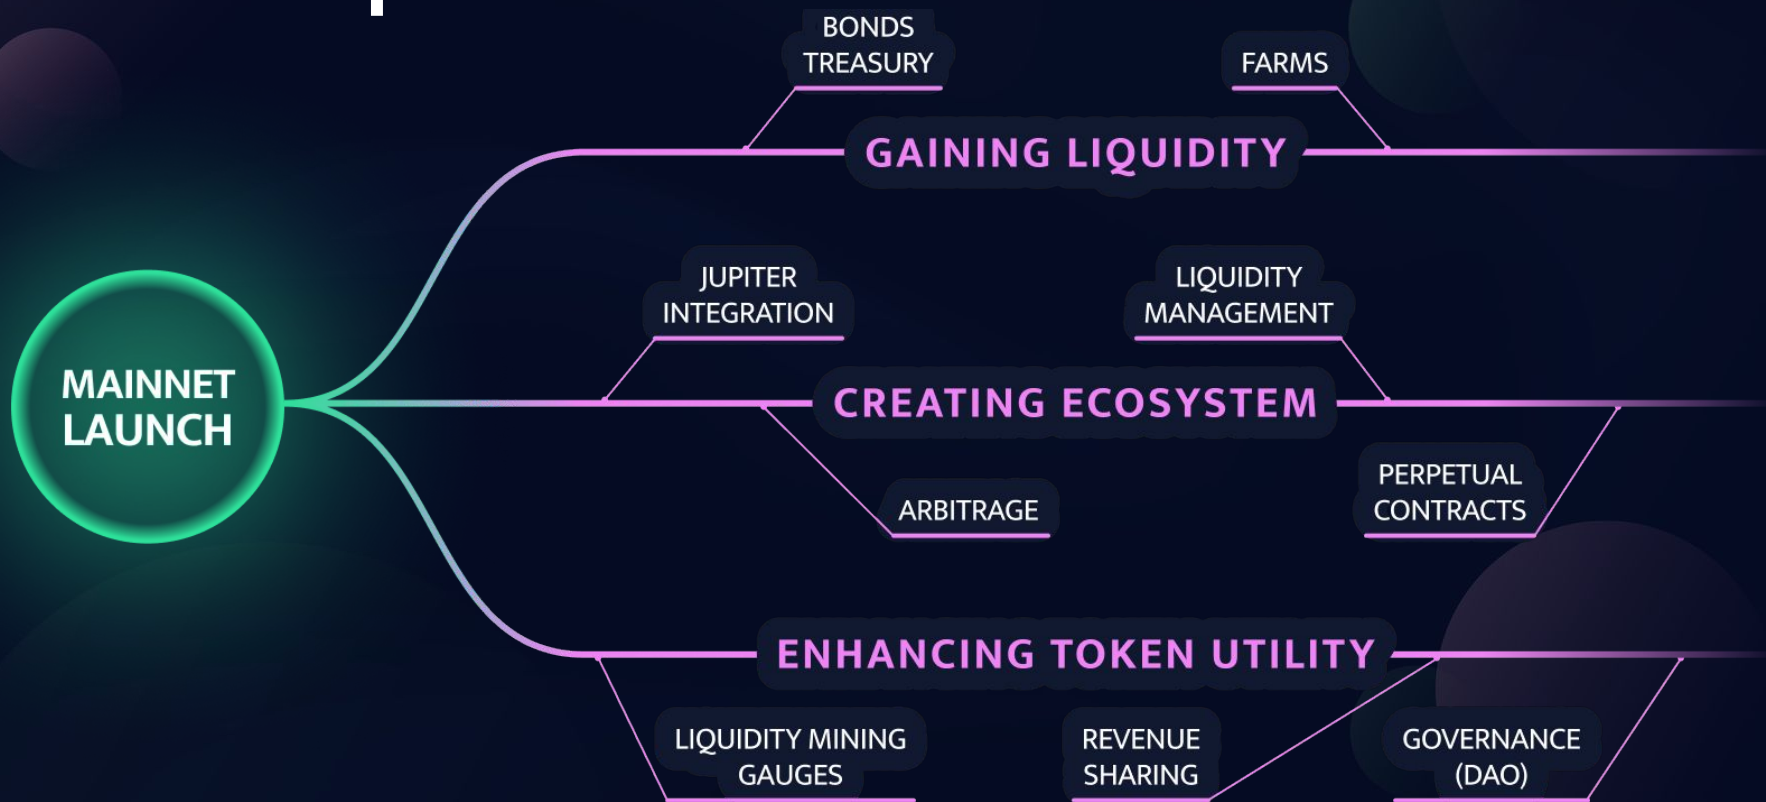 BONDS
TREASURY
FARMS
GAINING LIQUIDITY
JUPITER
INTEGRATION
LIQUIDITY
MANAGEMENT
MAINNET
LAUNCH
CREATING ECOSYSTEM
ARBITRAGE
PERPETUAL
CONTRACTS
ENHANCING TOKEN UTILITY
LIQUIDITY MINING
GAUGES
REVENUE
SHARING
GOVERNANCE
(DAO)